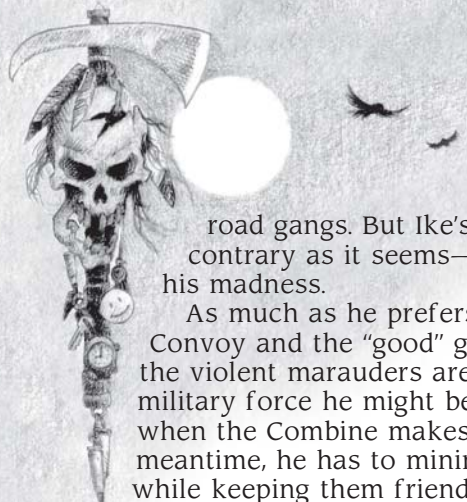 road gangs. But Ike's
contrary as it seems—
his madness.
As much as he prefers
Convoy and the “good” g
the violent marauders are
military force he might be
when the Combine makes
meantime, he has to minin
while keeping them friend